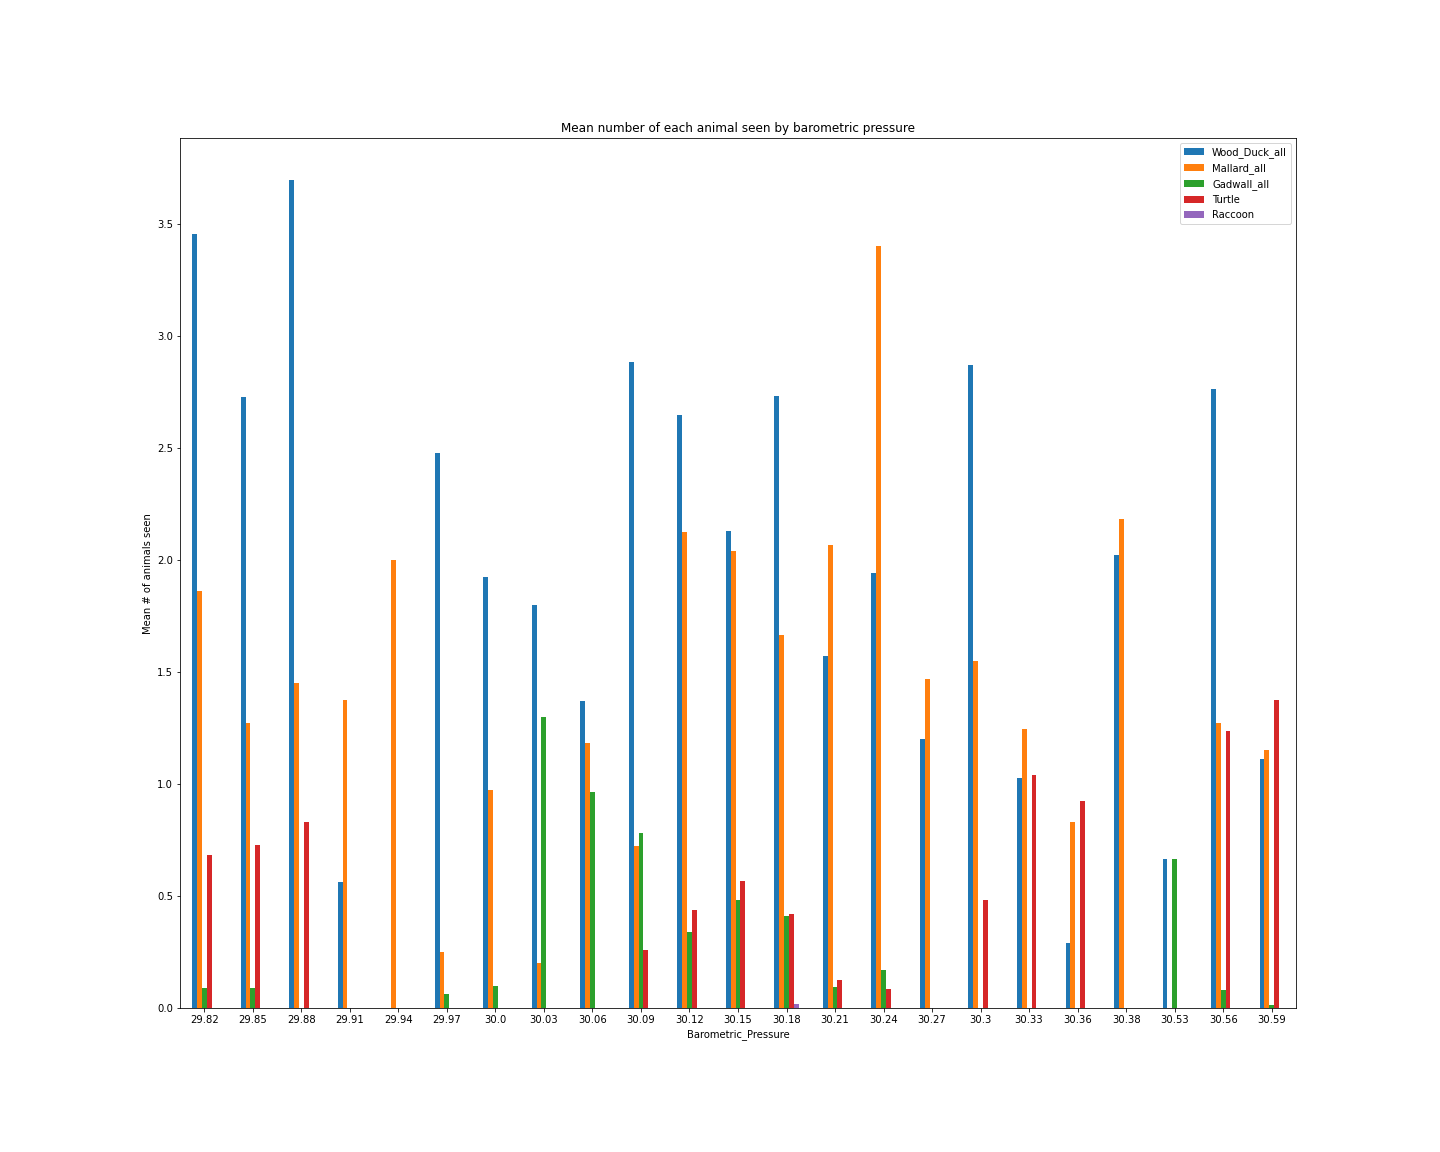 Mean number of each animal seen by barometric pressure
Wood_Duck_all
Mallard_all
Gadwall_all
Turtle
Raccoon
3.5
3.0
2.5
2.0
1.5
1.0
0.5
0.0
Mean # of animals seen
29.82 29.85 29.88 29.91 29.94 29.97 30.0 30.03 30.06 30.09 30.12 30.15 30.18 30.21 30.24 30.27 30.3 30.33 30.36 30.38 30.53 30.56 30.59
Barometric_Pressure